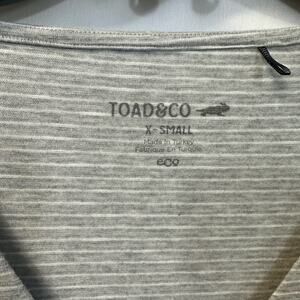 TOAD&CO
X-SMALL
Made In Turkey
Fabriqué En Turquie
eco